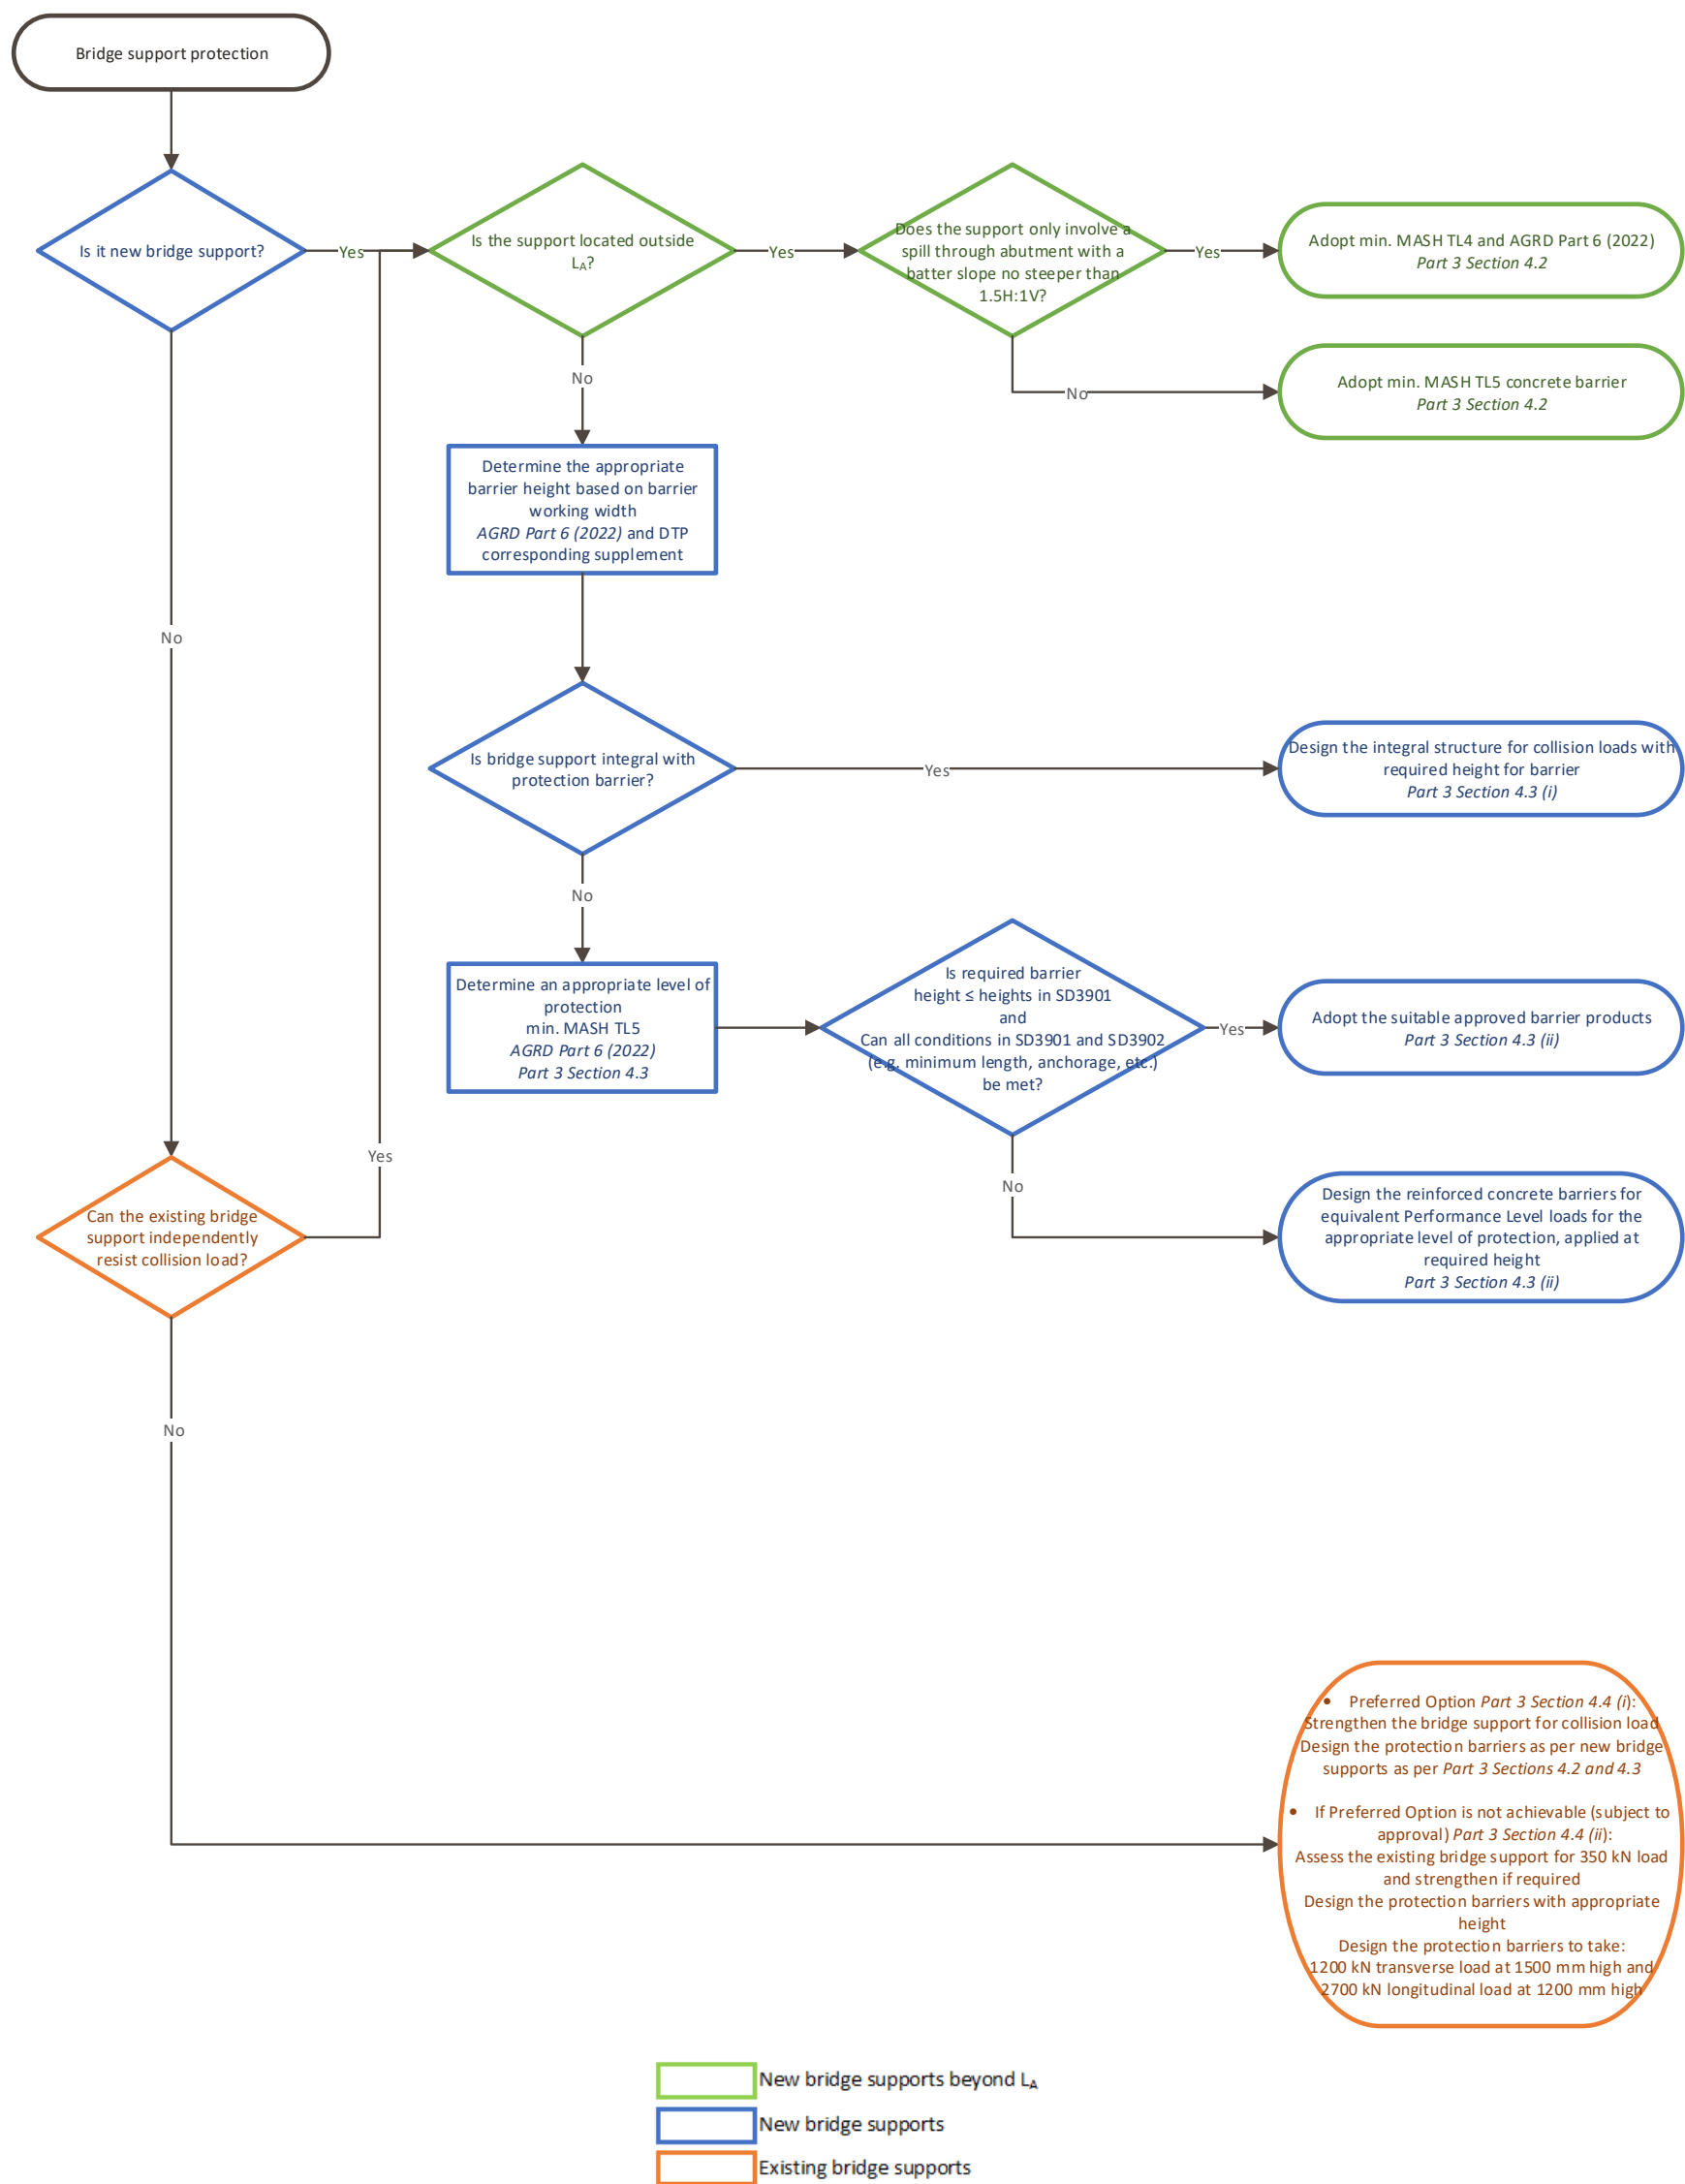 Bridge support protection
Is it new bridge support?
Yes
Is the support located outside
LA?
Yes
Does the support only involve a
spill through abutment with a
batter slope no steeper than
1.5H:1V?
Yes
Adopt min. MASH TL4 and AGRD Part 6 (2022)
Part 3 Section 4.2
No
Adopt min. MASH TL5 concrete barrier
Part 3 Section 4.2
No
Determine the appropriate
barrier height based on barrier
working width
AGRD Part 6 (2022) and DTP
corresponding supplement
No
Is bridge support integral with
protection barrier?
Yes
Design the integral structure for collision loads with
required height for barrier
Part 3 Section 4.3 (i)
No
Determine an appropriate level of
protection
min. MASH TL5
AGRD Part 6 (2022)
Part 3 Section 4.3
Is required barrier
height ≤ heights in SD3901
and
Can all conditions in SD3901 and SD3902
(e.g. minimum length, anchorage, etc.)
be met?
Yes
Adopt the suitable approved barrier products
Part 3 Section 4.3 (ii)
No
Design the reinforced concrete barriers for
equivalent Performance Level loads for the
appropriate level of protection, applied at
required height
Part 3 Section 4.3 (ii)
Yes
Can the existing bridge
support independently
resist collision load?
No
• Preferred Option Part 3 Section 4.4 (i):
Strengthen the bridge support for collision load
Design the protection barriers as per new bridge
supports as per Part 3 Sections 4.2 and 4.3
• If Preferred Option is not achievable (subject to
approval) Part 3 Section 4.4 (ii):
Assess the existing bridge support for 350 kN load
and strengthen if required
Design the protection barriers with appropriate
height
Design the protection barriers to take:
1200 kN transverse load at 1500 mm high and
2700 kN longitudinal load at 1200 mm high
New bridge supports beyond LA
New bridge supports
Existing bridge supports